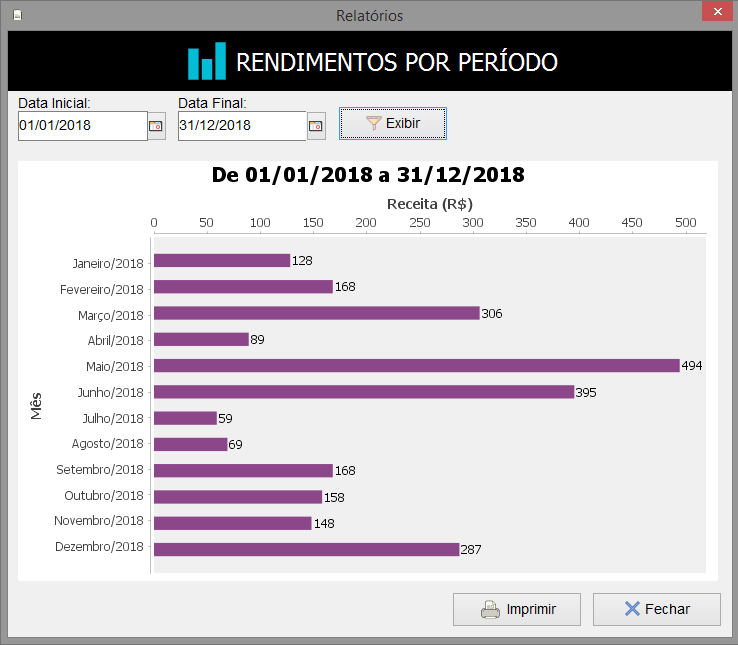 Relatórios
RENDIMENTOS POR PERÍODO
Data Inicial: Data Final:
01/01/2018 31/12/2018 Exibir
De 01/01/2018 a 31/12/2018
Receita (R$)
0 50 100 150 200 250 300 350 400 450 500
Mês
Janeiro/2018 128
Fevereiro/2018 168
Março/2018 306
Abril/2018 89
Maio/2018 494
Junho/2018 395
Julho/2018 59
Agosto/2018 69
Setembro/2018 168
Outubro/2018 158
Novembro/2018 148
Dezembro/2018 287
Imprimir Fechar